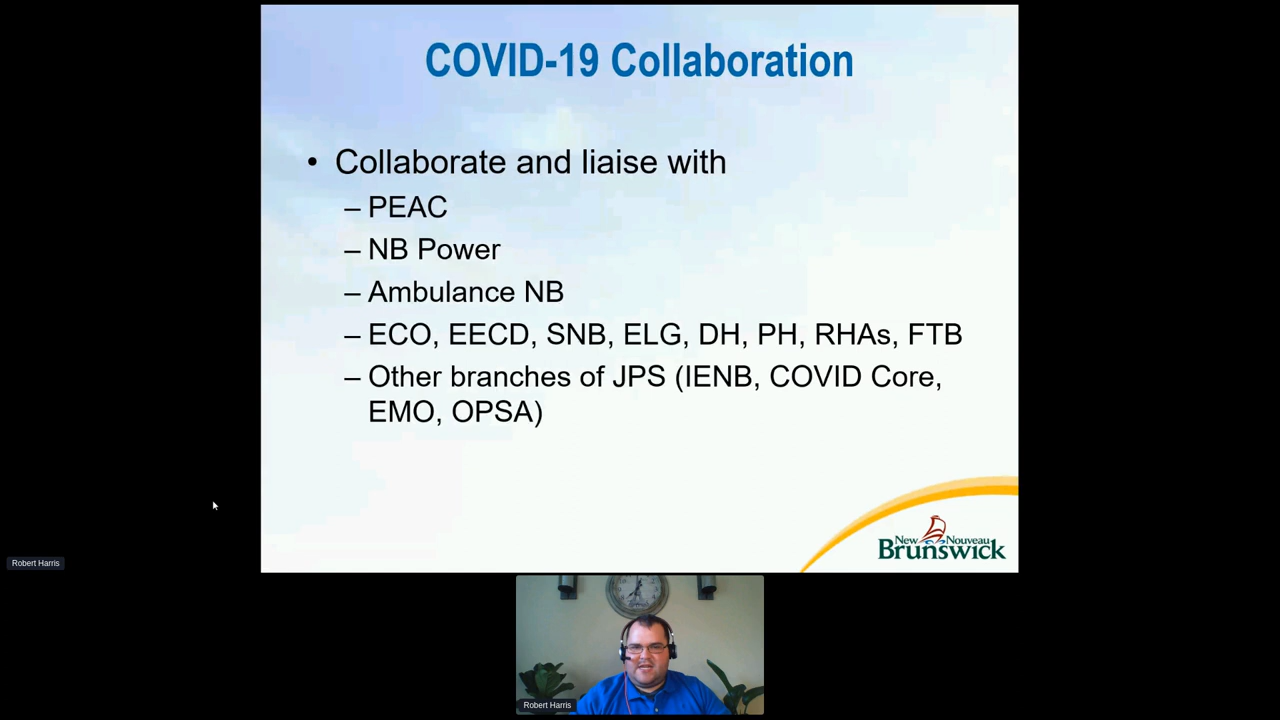 COVID-19 Collaboration
• Collaborate and liaise with
– PEAC
– NB Power
– Ambulance NB
– ECO, EECD, SNB, ELG, DH, PH, RHAs, FTB
– Other branches of JPS (IENB, COVID Core,
EMO, OPSA)
New Nouveau
Brunswick
Robert Harris
Robert Harris